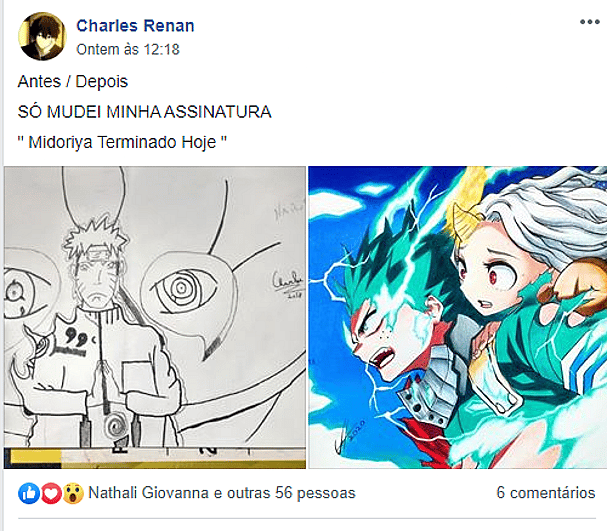 Charles Renan
Ontem às 12:18
Antes / Depois
SÓ MUDEI MINHA ASSINATURA
" Midoriya Terminado Hoje "
2020
Nathali Giovanna e outras 56 pessoas
6 comentários